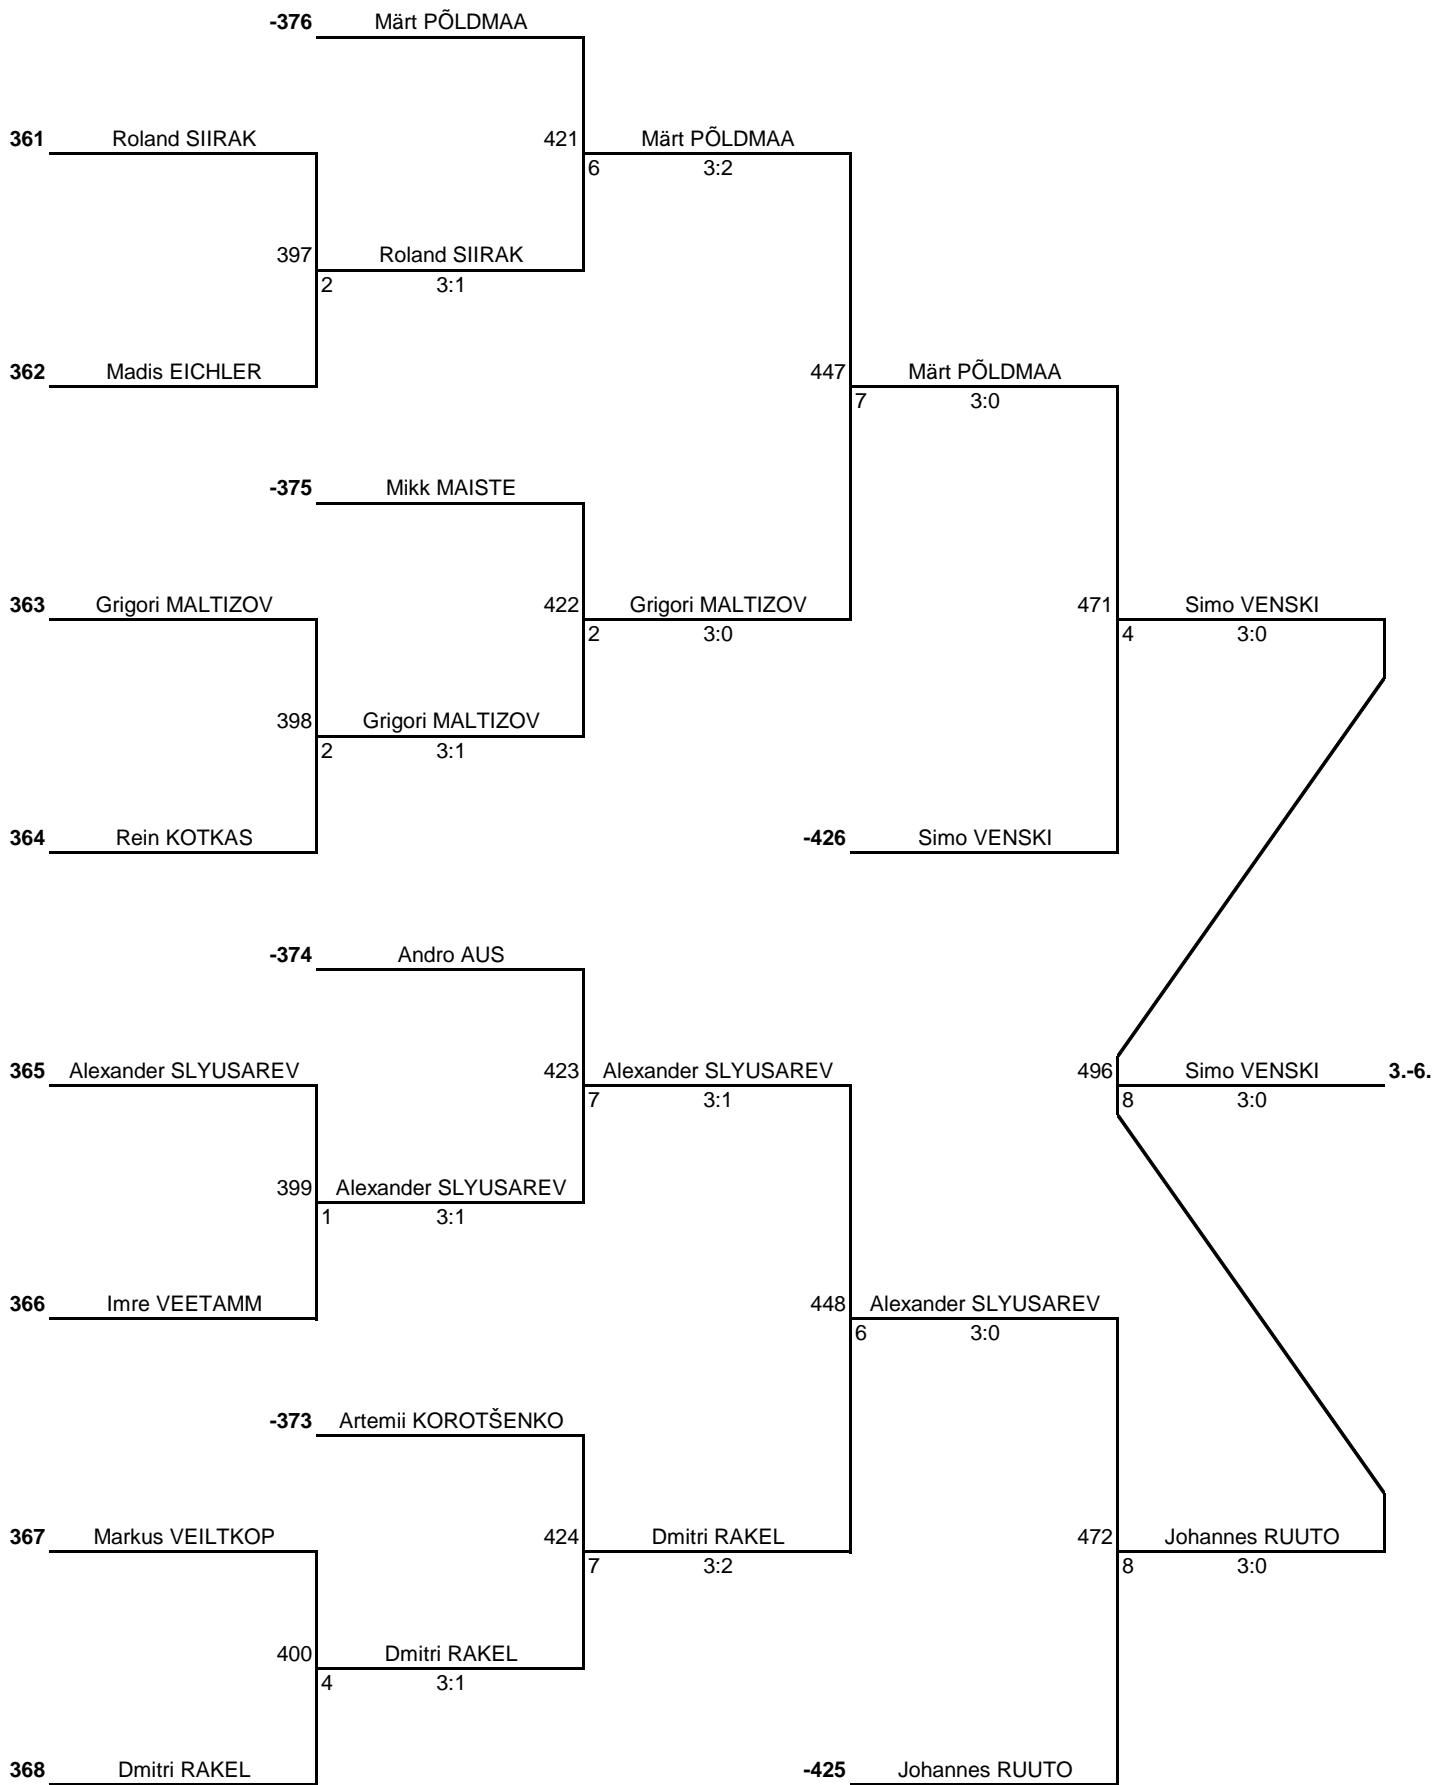 -376 Märt PÕLDMAA
361 Roland SIIRAK 421 Märt PÕLDMAA
6 3:2
397 Roland SIIRAK
2 3:1
362 Madis EICHLER 447 Märt PÕLDMAA
7 3:0
-375 Mikk MAISTE
363 Grigori MALTIZOV 422 Grigori MALTIZOV 471 Simo VENSKI
2 3:0 4 3:0
398 Grigori MALTIZOV
2 3:1
364 Rein KOTKAS -426 Simo VENSKI
-374 Andro AUS
365 Alexander SLYUSAREV 423 Alexander SLYUSAREV 496 Simo VENSKI 3.-6.
7 3:1 8 3:0
399 Alexander SLYUSAREV
1 3:1
366 Imre VEETAMM 448 Alexander SLYUSAREV
6 3:0
-373 Artemii KOROTŠENKO
367 Markus VEILTKOP 424 Dmitri RAKEL 472 Johannes RUUTO
7 3:2 8 3:0
400 Dmitri RAKEL
4 3:1
368 Dmitri RAKEL -425 Johannes RUUTO